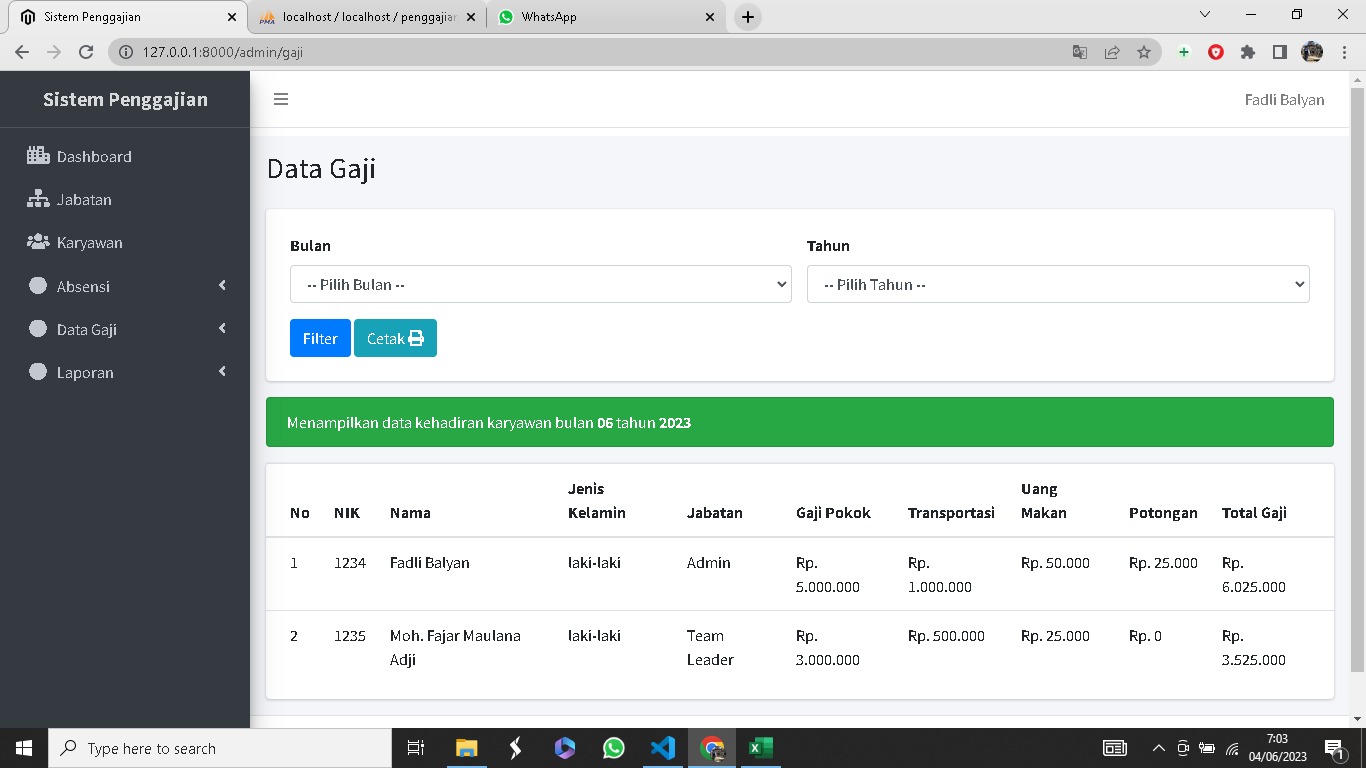 Sistem Penggajian
localhost / localhost / penggajian
WhatsApp
127.0.0.1:8000/admin/gaji
Sistem Penggajian
Fadli Balyan
Dashboard
Jabatan
Karyawan
Absensi
Data Gaji
Laporan
Data Gaji
Bulan
Tahun
-- Pilih Bulan --
-- Pilih Tahun --
Filter
Cetak
Menampilkan data kehadiran karyawan bulan 06 tahun 2023
No NIK Nama Jenis Kelamin Jabatan Gaji Pokok Transportasi Uang Makan Potongan Total Gaji
1 1234 Fadli Balyan laki-laki Admin Rp. 5.000.000 Rp. 1.000.000 Rp. 50.000 Rp. 25.000 Rp. 6.025.000
2 1235 Moh. Fajar Maulana Adji laki-laki Team Leader Rp. 3.000.000 Rp. 500.000 Rp. 25.000 Rp. 0 Rp. 3.525.000
Type here to search
7:03
04/06/2023
1